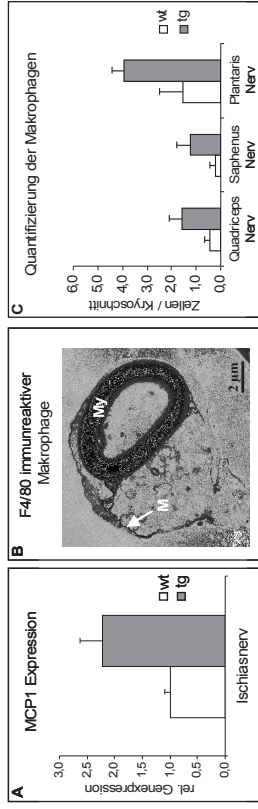 A
MCP1 Expression
rel. Genexpression
3,0
2,5
2,0
1,5
1,0
0,5
0,0
wt
tg
Ischiasnerv
B
F4/80 immunreaktiver
Makrophage
My
M
2 µm
C
Quantifizierung der Makrophagen
Zellen / Kryoschnitt
6,0
5,0
4,0
3,0
2,0
1,0
0,0
wt
tg
Quadriceps
Nerv
Saphenus
Nerv
Plantaris
Nerv